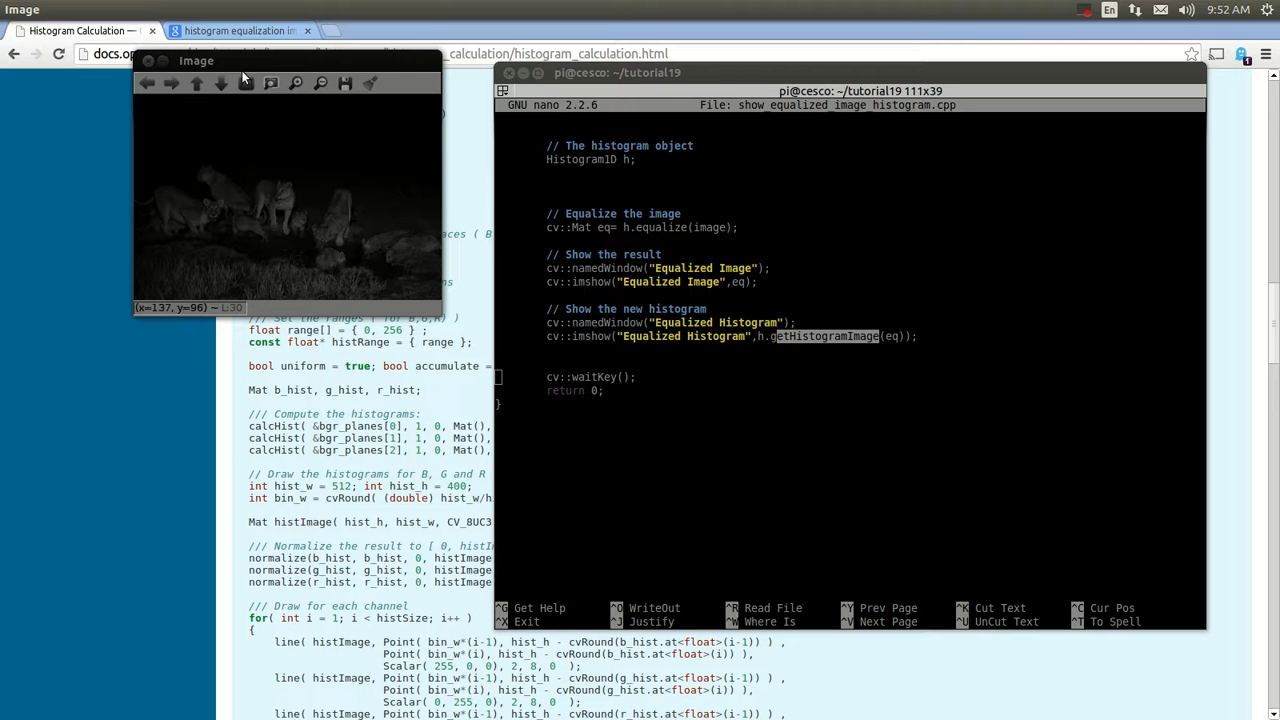 Image
En
9:52 AM
Histogram Calculation —
histogram equalization im
docs.op
_calculation/histogram_calculation.html
Image
(x=137, y=96) ~ L:30
)
aces ( B
ns
/// Set the ranges ( for B,G,R) )
float range[] = { 0, 256 } ;
const float* histRange = { range };
bool uniform = true; bool accumulate =
Mat b_hist, g_hist, r_hist;
/// Compute the histograms:
calcHist( &bgr_planes[0], 1, 0, Mat(),
calcHist( &bgr_planes[1], 1, 0, Mat(),
calcHist( &bgr_planes[2], 1, 0, Mat(),
// Draw the histograms for B, G and R
int hist_w = 512; int hist_h = 400;
int bin_w = cvRound( (double) hist_w/hi
Mat histImage( hist_h, hist_w, CV_8UC3
/// Normalize the result to [ 0, histIm
normalize(b_hist, b_hist, 0, histImage
normalize(g_hist, g_hist, 0, histImage
normalize(r_hist, r_hist, 0, histImage
/// Draw for each channel
for( int i = 1; i < histSize; i++ )
{
line( histImage, Point( bin_w*(i-1), hist_h - cvRound(b_hist.at<float>(i-1)) ) ,
Point( bin_w*(i), hist_h - cvRound(b_hist.at<float>(i)) ),
Scalar( 255, 0, 0), 2, 8, 0 );
line( histImage, Point( bin_w*(i-1), hist_h - cvRound(g_hist.at<float>(i-1)) ) ,
Point( bin_w*(i), hist_h - cvRound(g_hist.at<float>(i)) ),
Scalar( 0, 255, 0), 2, 8, 0 );
line( histImage, Point( bin_w*(i-1), hist_h - cvRound(r_hist.at<float>(i-1)) ) ,
pi@cesco: ~/tutorial19
pi@cesco: ~/tutorial19 111x39
GNU nano 2.2.6 File: show_equalized_image_histogram.cpp
// The histogram object
Histogram1D h;
// Equalize the image
cv::Mat eq= h.equalize(image);
// Show the result
cv::namedWindow("Equalized Image");
cv::imshow("Equalized Image",eq);
// Show the new histogram
cv::namedWindow("Equalized Histogram");
cv::imshow("Equalized Histogram",h.getHistogramImage(eq));
cv::waitKey();
return 0;
}
^G Get Help ^O WriteOut ^R Read File ^Y Prev Page ^K Cut Text ^C Cur Pos
^X Exit ^J Justify ^W Where Is ^V Next Page ^U UnCut Text ^T To Spell